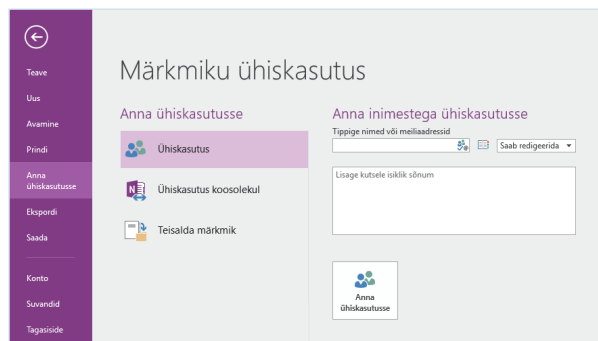 Teave
Uus
Avamine
Prindi
Anna
ühiskasutusse
Ekspordi
Saada
Konto
Suvandid
Tagasiside
Märkmiku ühiskasutus
Anna ühiskasutusse
Ühiskasutus
Ühiskasutus koosolekul
Teisalda märkmik
Anna inimestega ühiskasutusse
Tippige nimed või meiliaadressid
Saab redigeerida
Lisage kutsele isiklik sõnum
Anna
ühiskasutusse